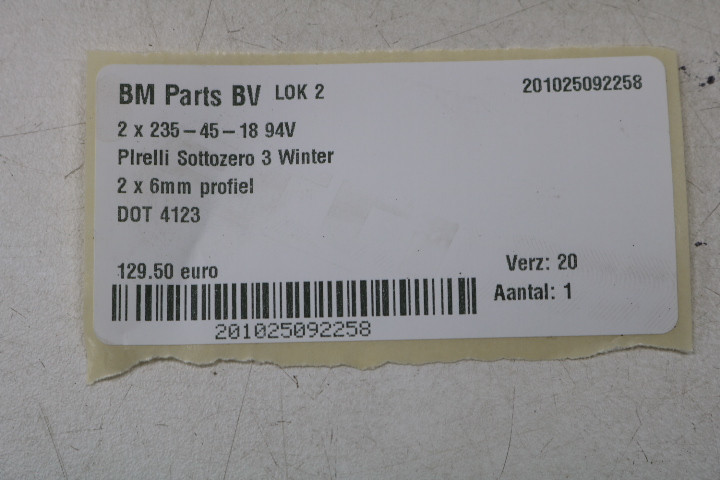 BM Parts BV LOK 2 201025092258
2 x 235-45-18 94V
PIrelli Sottozero 3 Winter
2 x 6mm profiel
DOT 4123
129.50 euro Verz: 20
Aantal: 1
201025092258